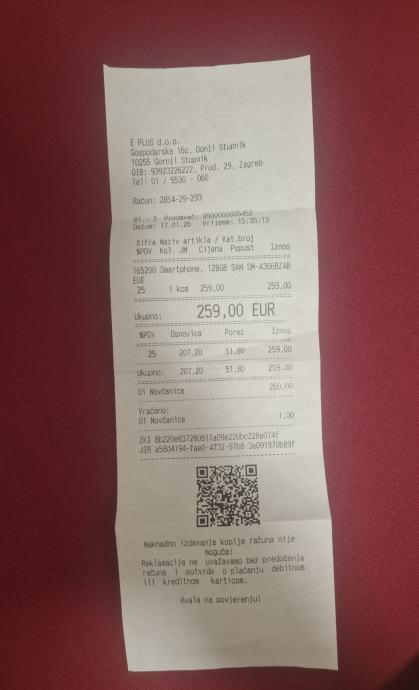 E PLUS d.o.o.
Gospodarska 16c, Donji Stupnik
10255 Gornji Stupnik
OIB: 93923226222, Prod. 29, Zagreb
Tel: 01 / 5530 - 060
Račun: 2854-29-293
Bl.: 3 Prodavač: 9500000005452
Datum: 17.01.26 Vrijeme: 15:35:13
Šifra Naziv artikla / Kat.broj
%PDV Kol. JM Cijena Popust Iznos
165200 Smartphone, 128GB SAM SM-A366BZAB
EUE
25 1 kom 259,00 259,00
Ukupno: 259,00 EUR
%PDV Osnovica Porez Iznos
25 207,20 51,80 259,00
Ukupno: 207,20 51,80 259,00
01 Novčanice 260,00
Vraćeno:
01 Novčanice 1,00
ZKI 8b220e837280811a09e220bc228a074f
JIR a58d4194-fae0-4732-97b8-3a091970b89f
Naknadno izdavanje kopije računa nije
moguće!
Reklamacije ne uvažavamo bez predočenja
računa i potvrde o plaćanju debitnom
ili kreditnom karticom.
Hvala na povjerenju!